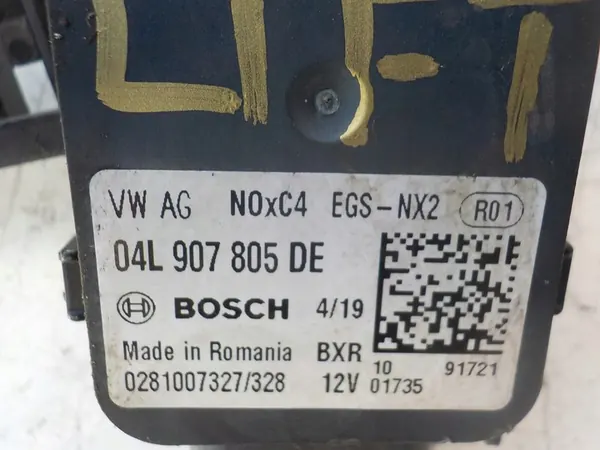 VW AG NOxC4 EGS-NX2 R01
04L 907 805 DE
BOSCH 4/19
Made in Romania BXR 10 91721
0281007327/328 12V 01735